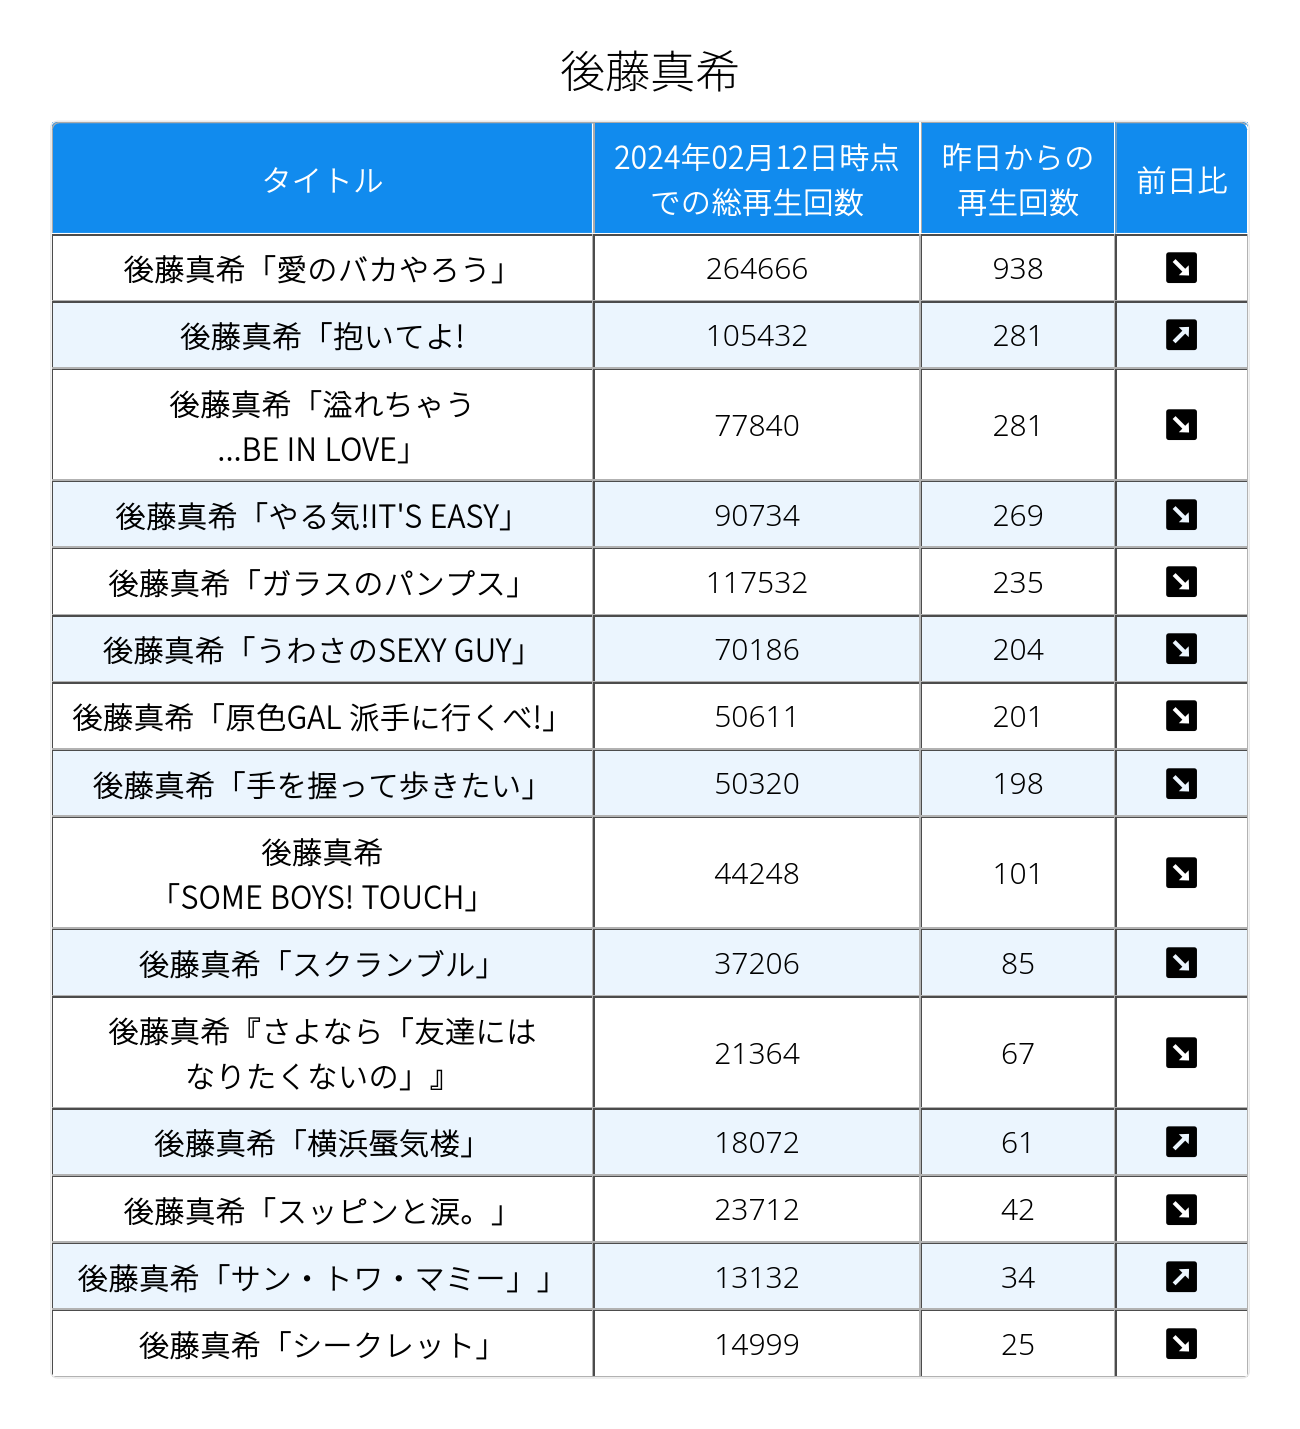 後藤真希
タイトル
2024年02月12日時点
での総再生回数
昨日からの
再生回数
前日比
後藤真希「愛のバカやろう」 264666 938 ↘
後藤真希「抱いてよ! 105432 281 ↗
後藤真希「溢れちゃう
...BE IN LOVE」 77840 281 ↘
後藤真希「やる気!IT'S EASY」 90734 269 ↘
後藤真希「ガラスのパンプス」 117532 235 ↘
後藤真希「うわさのSEXY GUY」 70186 204 ↘
後藤真希「原色GAL 派手に行くべ!」 50611 201 ↘
後藤真希「手を握って歩きたい」 50320 198 ↘
後藤真希
「SOME BOYS! TOUCH」 44248 101 ↘
後藤真希「スクランブル」 37206 85 ↘
後藤真希『さよなら「友達には
なりたくないの」』 21364 67 ↘
後藤真希「横浜蜃気楼」 18072 61 ↗
後藤真希「スッピンと涙。」 23712 42 ↘
後藤真希「サン・トワ・マミー」」 13132 34 ↗
後藤真希「シークレット」 14999 25 ↘